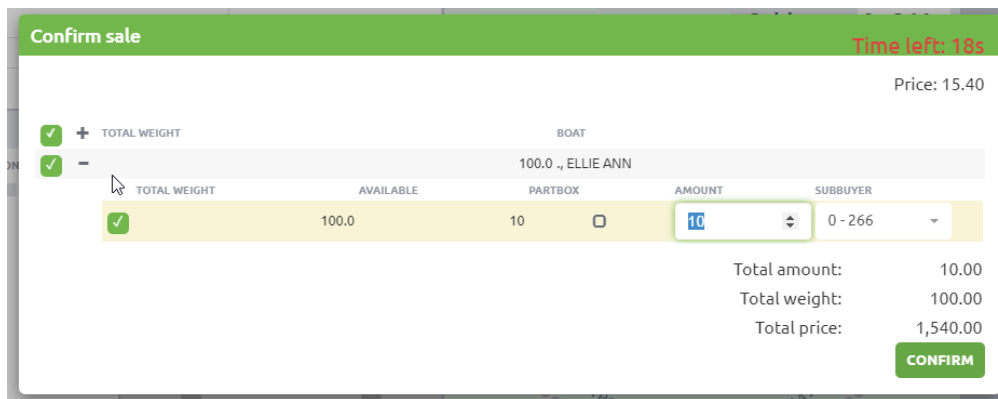 Confirm sale
Time left: 18s
Price: 15.40
TOTAL WEIGHT BOAT
100.0 ., ELLIE ANN
TOTAL WEIGHT AVAILABLE PARTBOX AMOUNT SUBBUYER
100.0 10 10 0 - 266
Total amount: 10.00
Total weight: 100.00
Total price: 1,540.00
CONFIRM